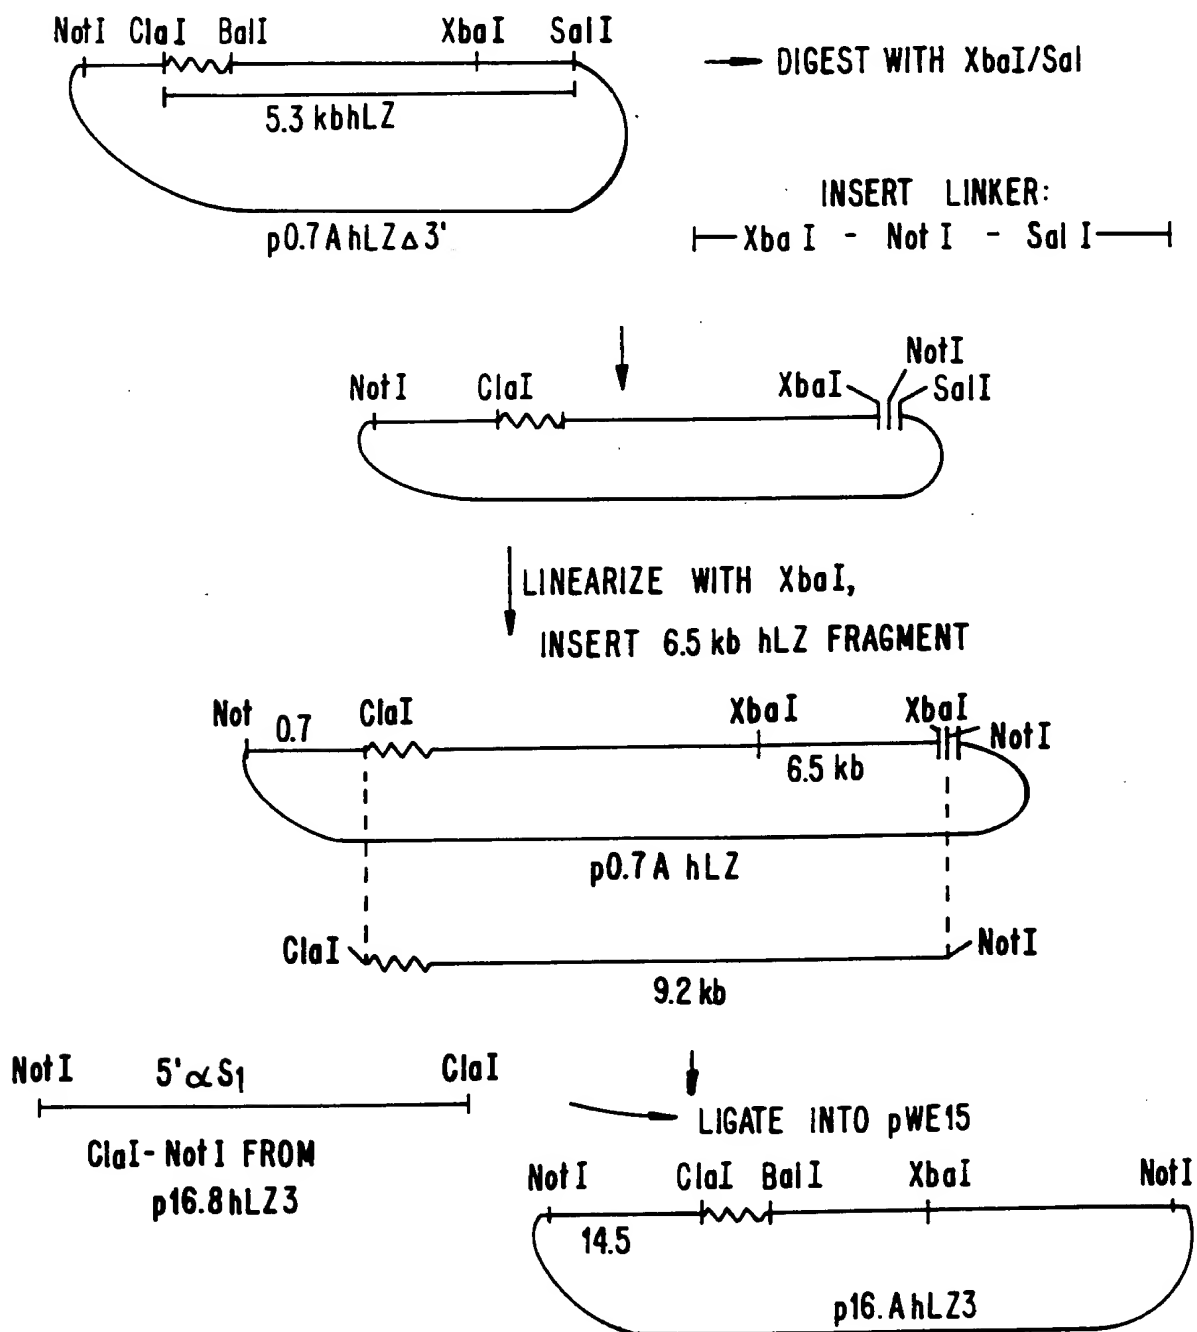 NotI ClaI BalI XbaI SalI
DIGEST WITH XbaI/Sal
5.3 kbhLZ
p0.7AhLZΔ3'
INSERT LINKER:
XbaI - NotI - SalI
NotI
NotI ClaI XbaI SalI
LINEARIZE WITH XbaI,
INSERT 6.5 kb hLZ FRAGMENT
Not 0.7 ClaI XbaI XbaI NotI
6.5 kb
p0.7A hLZ
ClaI NotI
9.2 kb
NotI 5'αS1 ClaI
LIGATE INTO pWE15
ClaI-NotI FROM
p16.8hLZ3
NotI ClaI BalI XbaI NotI
14.5
p16.AhLZ3